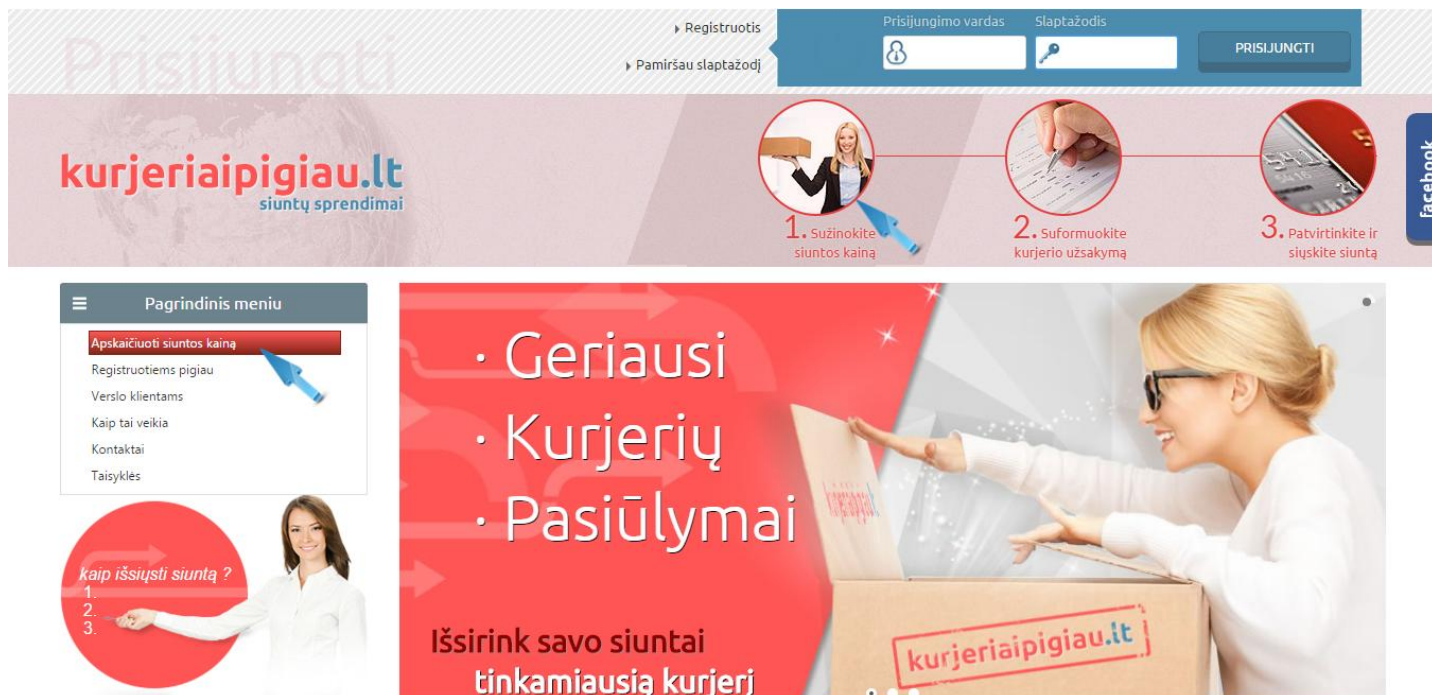 Prisijungti
Registruotis
Pamiršau slaptažodį
Prisijungimo vardas
Slaptažodis
PRISIJUNGTI
kurjeriaipigiau.lt
siuntų sprendimai
1. Sužinokite
siuntos kainą
2. Suformuokite
kurjerio užsakymą
3. Patvirtinkite ir
siųskite siuntą
facebook
Pagrindinis meniu
Apskaičiuoti siuntos kainą
Registruotiems pigiau
Verslo klientams
Kaip tai veikia
Kontaktai
Taisyklės
kaip išsiųsti siuntą ?
1.
2.
3.
· Geriausi
· Kurjerių
· Pasiūlymai
Išsirink savo siuntai
tinkamiausią kurjerį
kurjeriaipigiau.lt
kurjeriaipigiau.lt